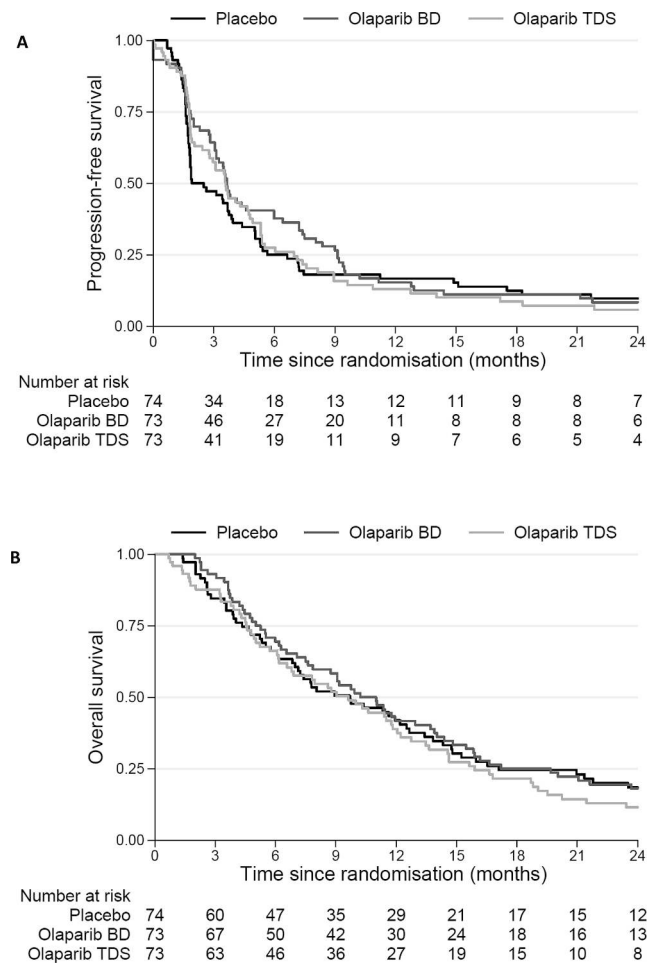 Placebo Olaparib BD Olaparib TDS
A
1.00
0.75
0.50
0.25
0.00
Progression-free survival
0 3 6 9 12 15 18 21 24
Time since randomisation (months)
Number at risk
Placebo 74 34 18 13 12 11 9 8 7
Olaparib BD 73 46 27 20 11 8 8 8 6
Olaparib TDS 73 41 19 11 9 7 6 5 4
Placebo Olaparib BD Olaparib TDS
B
1.00
0.75
0.50
0.25
0.00
Overall survival
0 3 6 9 12 15 18 21 24
Time since randomisation (months)
Number at risk
Placebo 74 60 47 35 29 21 17 15 12
Olaparib BD 73 67 50 42 30 24 18 16 13
Olaparib TDS 73 63 46 36 27 19 15 10 8